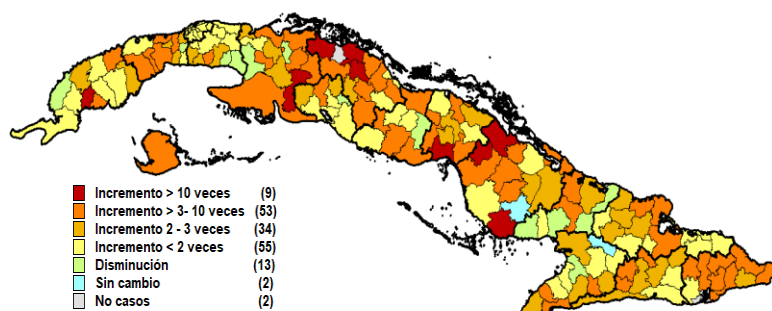 Incremento > 10 veces (9)
Incremento > 3- 10 veces (53)
Incremento 2 - 3 veces (34)
Incremento < 2 veces (55)
Disminución (13)
Sin cambio (2)
No casos (2)